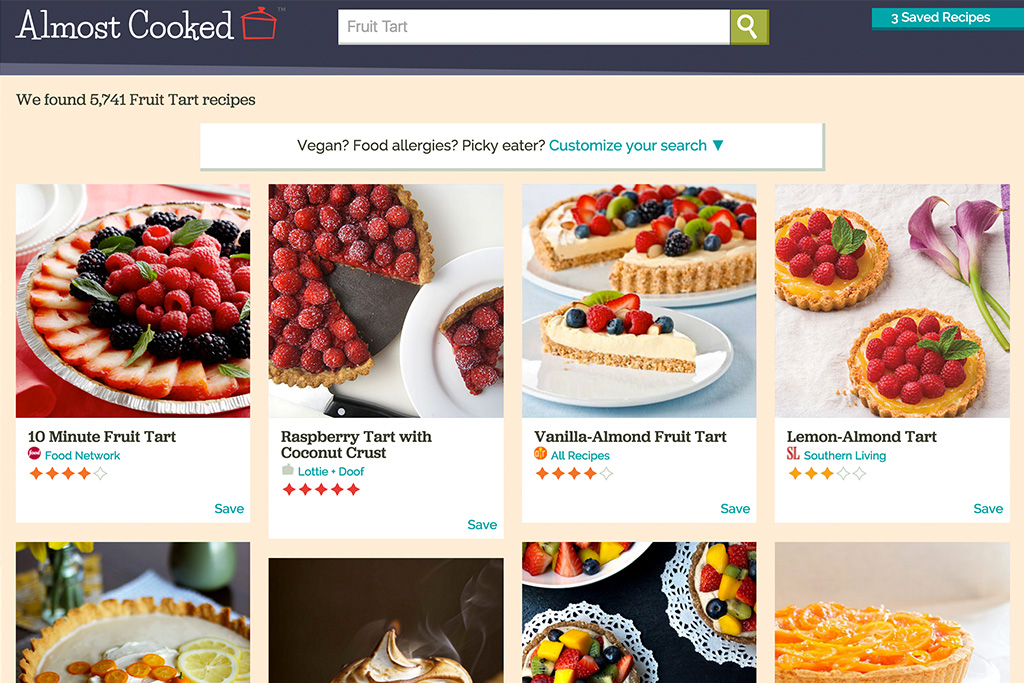 Almost Cooked ™
Fruit Tart
3 Saved Recipes
We found 5,741 Fruit Tart recipes
Vegan? Food allergies? Picky eater? Customize your search ▼
10 Minute Fruit Tart
food Food Network
Save
Raspberry Tart with
Coconut Crust
Lottie + Doof
Save
Vanilla-Almond Fruit Tart
All Recipes
Save
Lemon-Almond Tart
SL Southern Living
Save